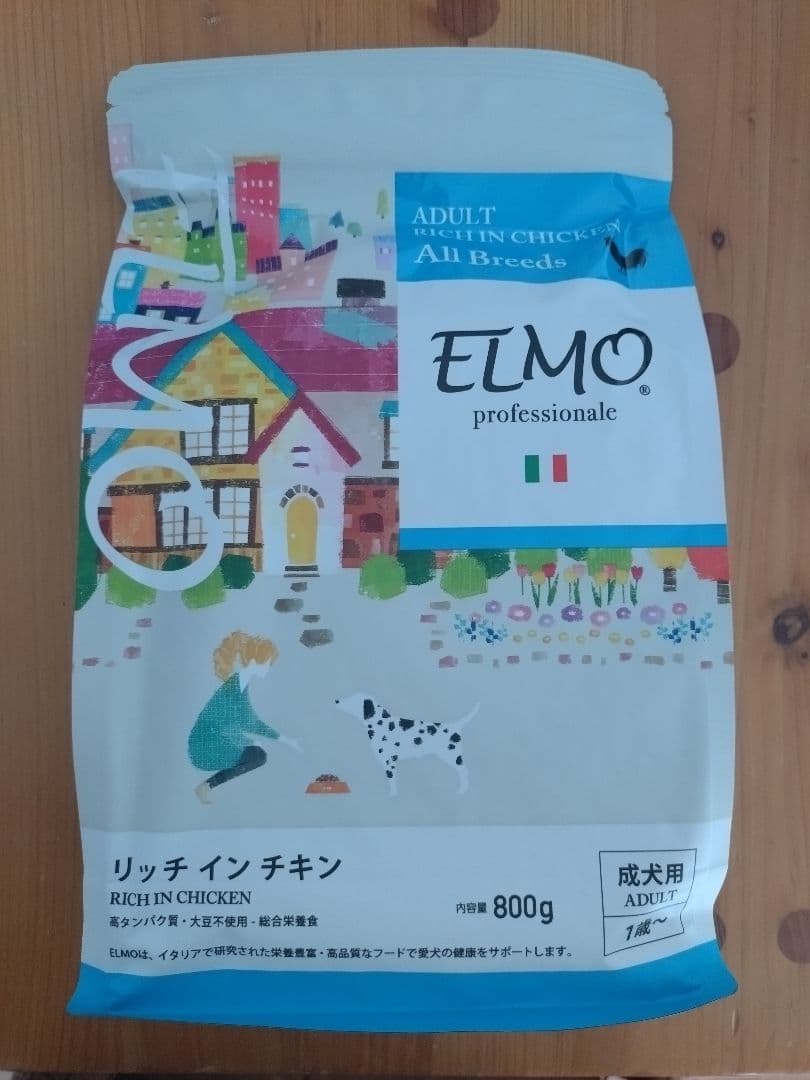 ELMO
ADULT
RICH IN CHICKEN
All Breeds
ELMO®
professionale
リッチ イン チキン
RICH IN CHICKEN
高タンパク質・大豆不使用 - 総合栄養食
内容量 800g
成犬用
ADULT
1歳～
ELMOは、イタリアで研究された栄養豊富・高品質なフードで愛犬の健康をサポートします。